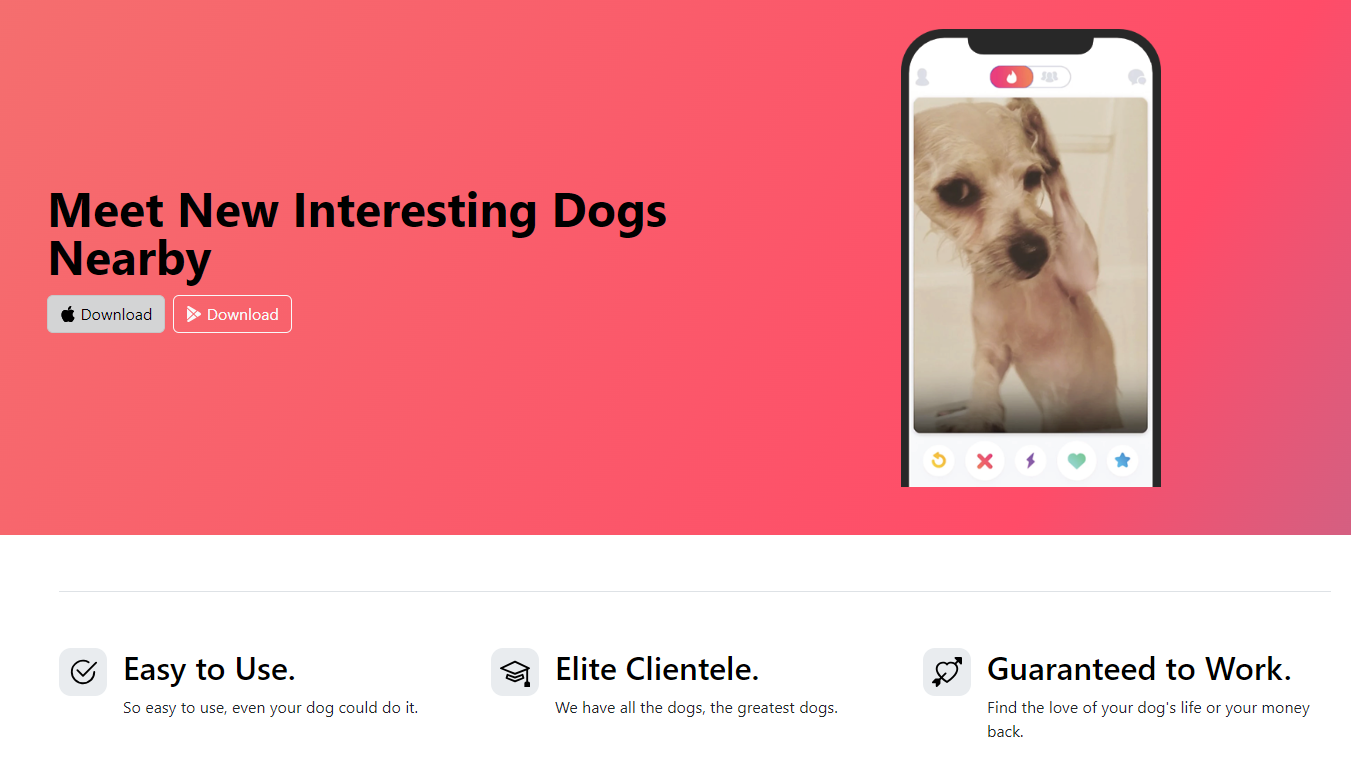 Meet New Interesting Dogs
Nearby
Download
Download
Easy to Use.
So easy to use, even your dog could do it.
Elite Clientele.
We have all the dogs, the greatest dogs.
Guaranteed to Work.
Find the love of your dog's life or your money
back.